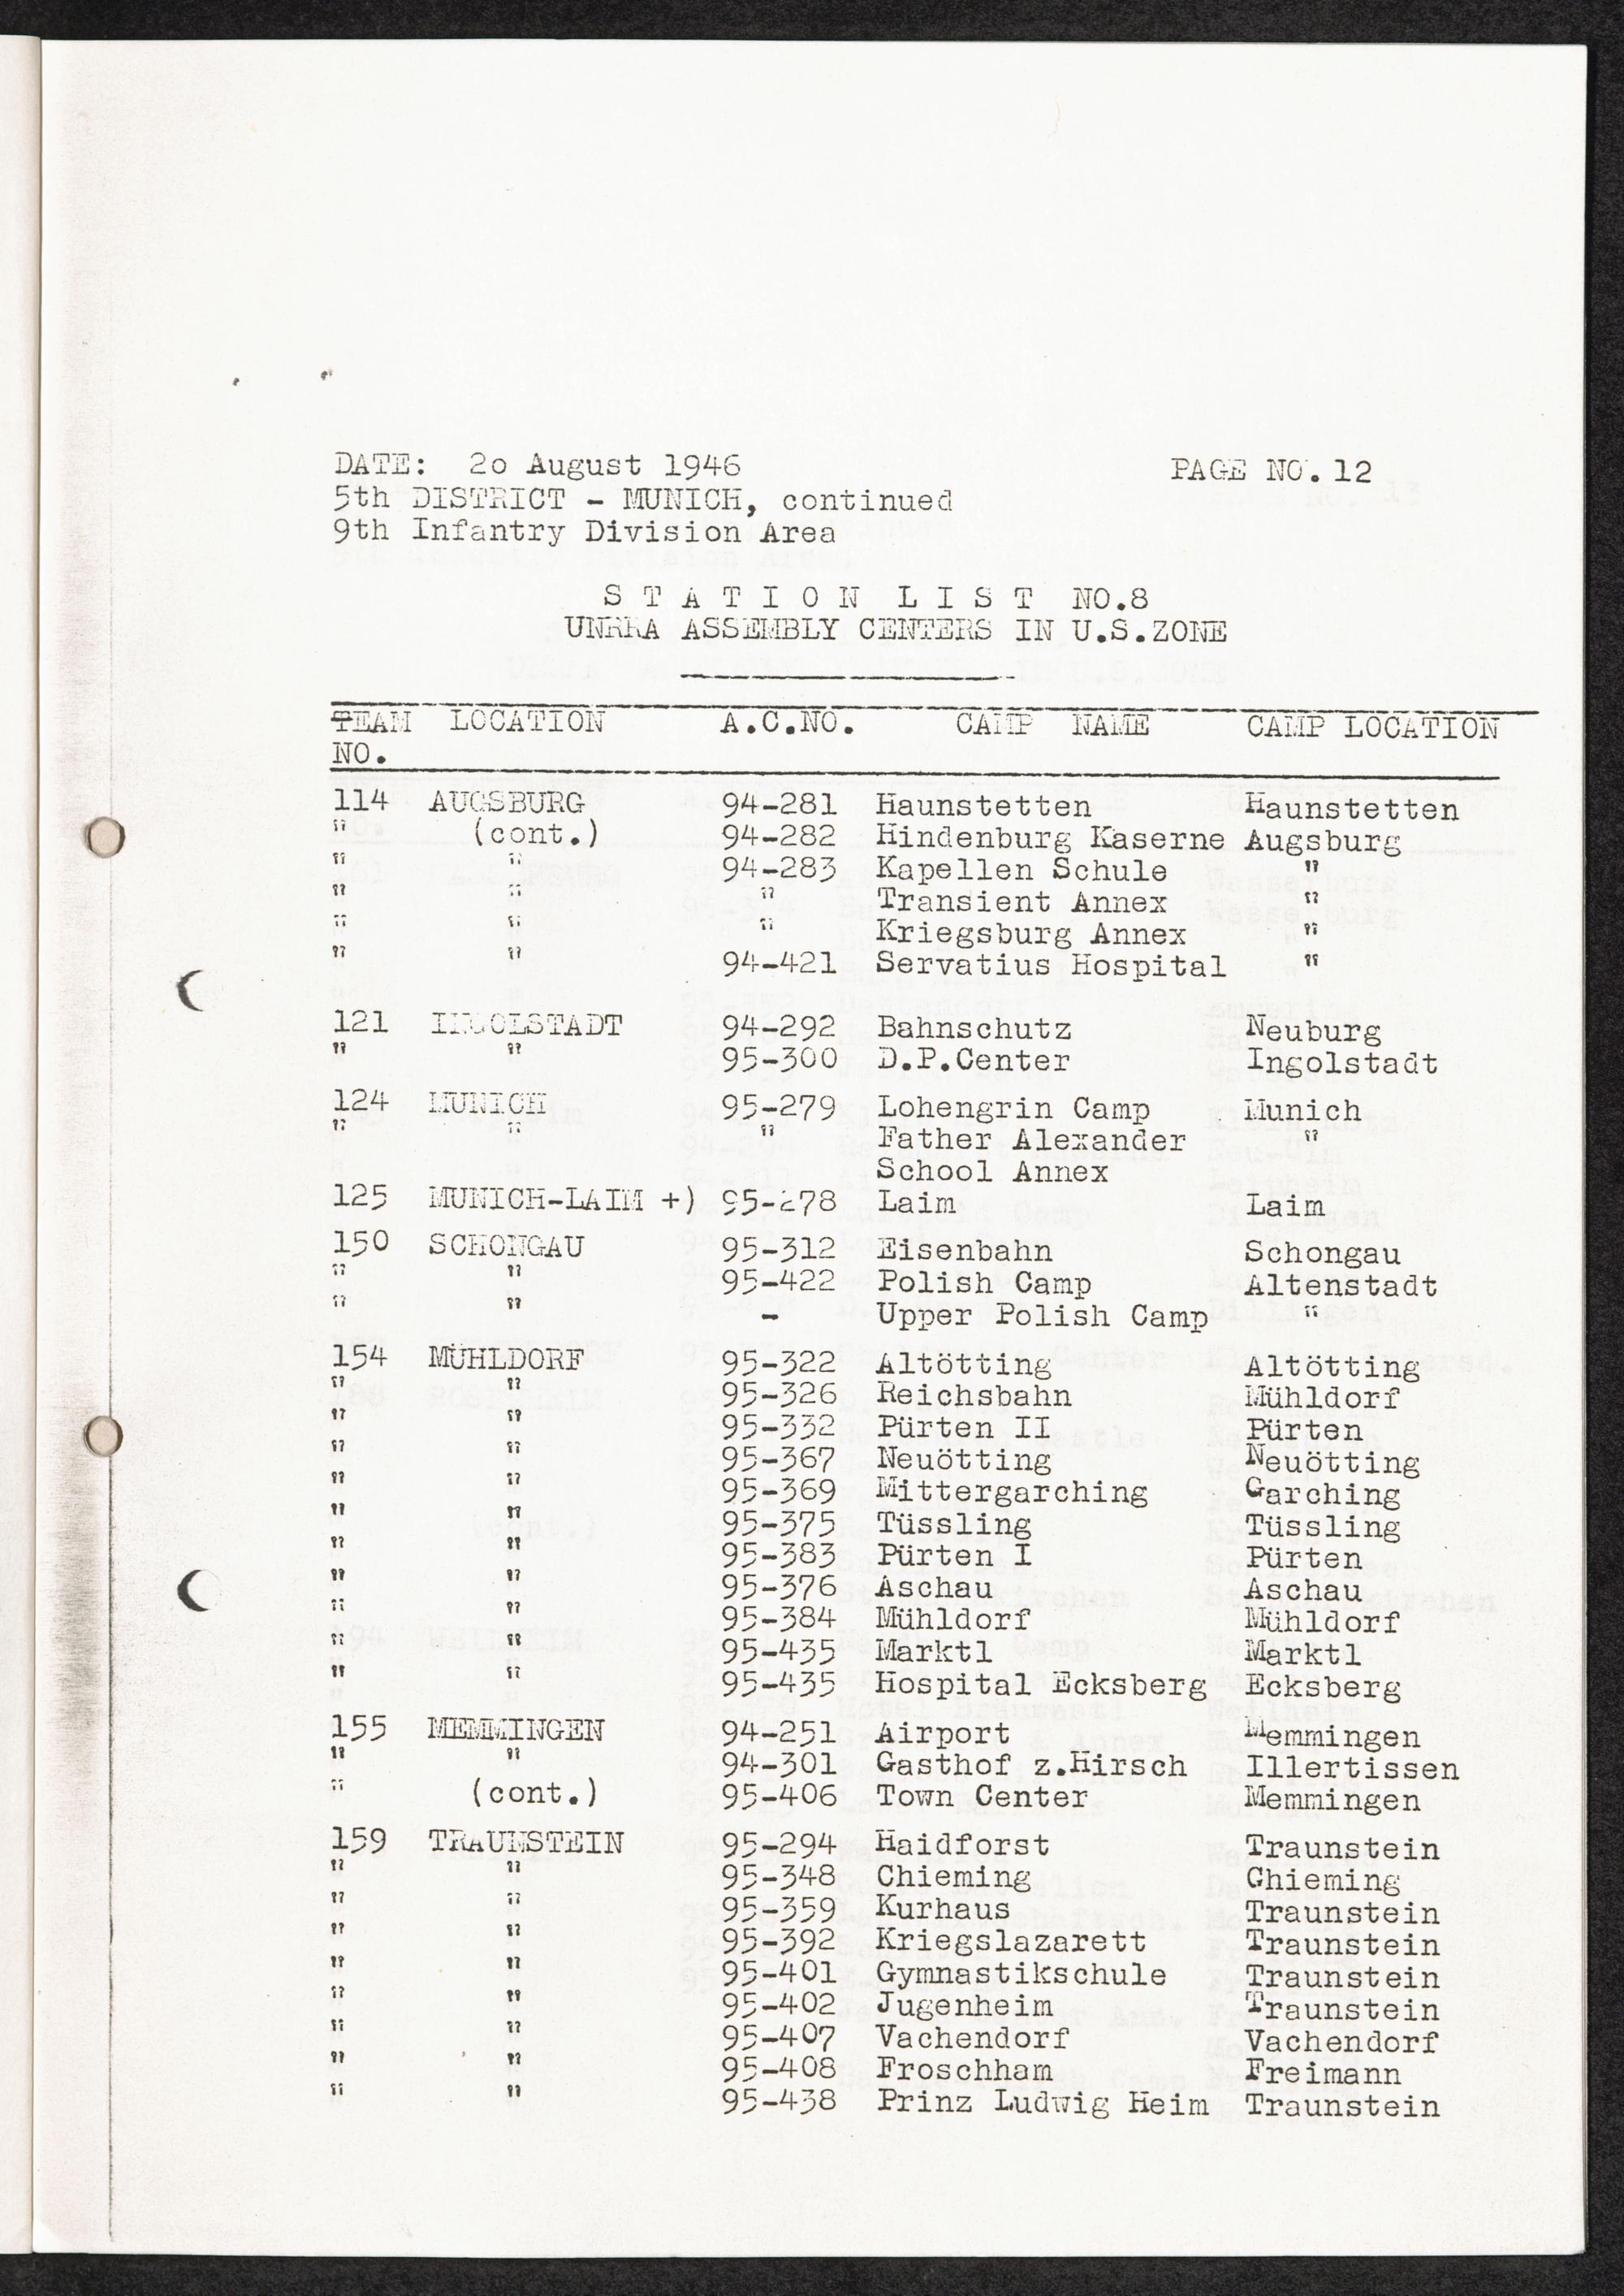 DATE: 2o August 1946 PAGE NO. 12
5th DISTRICT - MUNICH, continued
9th Infantry Division Area
S T A T I O N L I S T NO.8
UNRRA ASSEMBLY CENTERS IN U.S.ZONE
TEAM LOCATION A.C.NO. CAMP NAME CAMP LOCATION
NO.
114 AUGSBURG 94-281 Haunstetten Haunstetten
" (cont.) 94-282 Hindenburg Kaserne Augsburg
" " 94-283 Kapellen Schule "
" " " Transient Annex "
" " " Kriegsburg Annex "
" " 94-421 Servatius Hospital "
121 INGOLSTADT 94-292 Bahnschutz Neuburg
" " 95-300 D.P.Center Ingolstadt
124 MUNICH 95-279 Lohengrin Camp Munich
" " " Father Alexander "
School Annex
125 MUNICH-LAIM +) 95-278 Laim Laim
150 SCHONGAU 95-312 Eisenbahn Schongau
" " 95-422 Polish Camp Altenstadt
" " - Upper Polish Camp "
154 MÜHLDORF 95-322 Altötting Altötting
" " 95-326 Reichsbahn Mühldorf
" " 95-332 Pürten II Pürten
" " 95-367 Neuötting Neuötting
" " 95-369 Mittergarching Garching
" " 95-375 Tüssling Tüssling
" " 95-383 Pürten I Pürten
" " 95-376 Aschau Aschau
" " 95-384 Mühldorf Mühldorf
" " 95-435 Marktl Marktl
" " 95-435 Hospital Ecksberg Ecksberg
155 MEMMINGEN 94-251 Airport Memmingen
" " 94-301 Gasthof z.Hirsch Illertissen
" (cont.) 95-406 Town Center Memmingen
159 TRAUNSTEIN 95-294 Haidforst Traunstein
" " 95-348 Chieming Chieming
" " 95-359 Kurhaus Traunstein
" " 95-392 Kriegslazarett Traunstein
" " 95-401 Gymnastikschule Traunstein
" " 95-402 Jugenheim Traunstein
" " 95-407 Vachendorf Vachendorf
" " 95-408 Froschham Freimann
" " 95-438 Prinz Ludwig Heim Traunstein